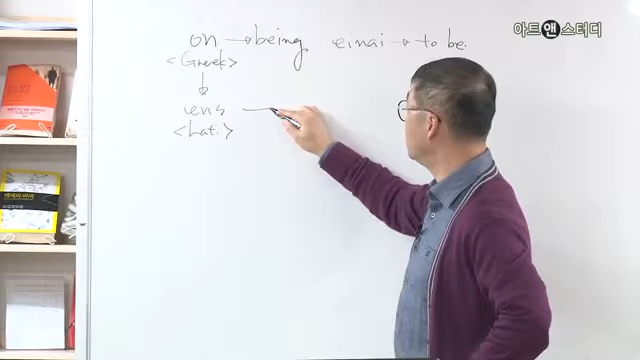 아트앤스터디
on → being . einai → to be.
<Greek>
↓
ens —
<Lat.>